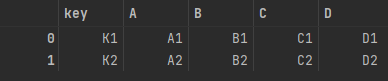 key A B C D
0 K1 A1 B1 C1 D1
1 K2 A2 B2 C2 D2